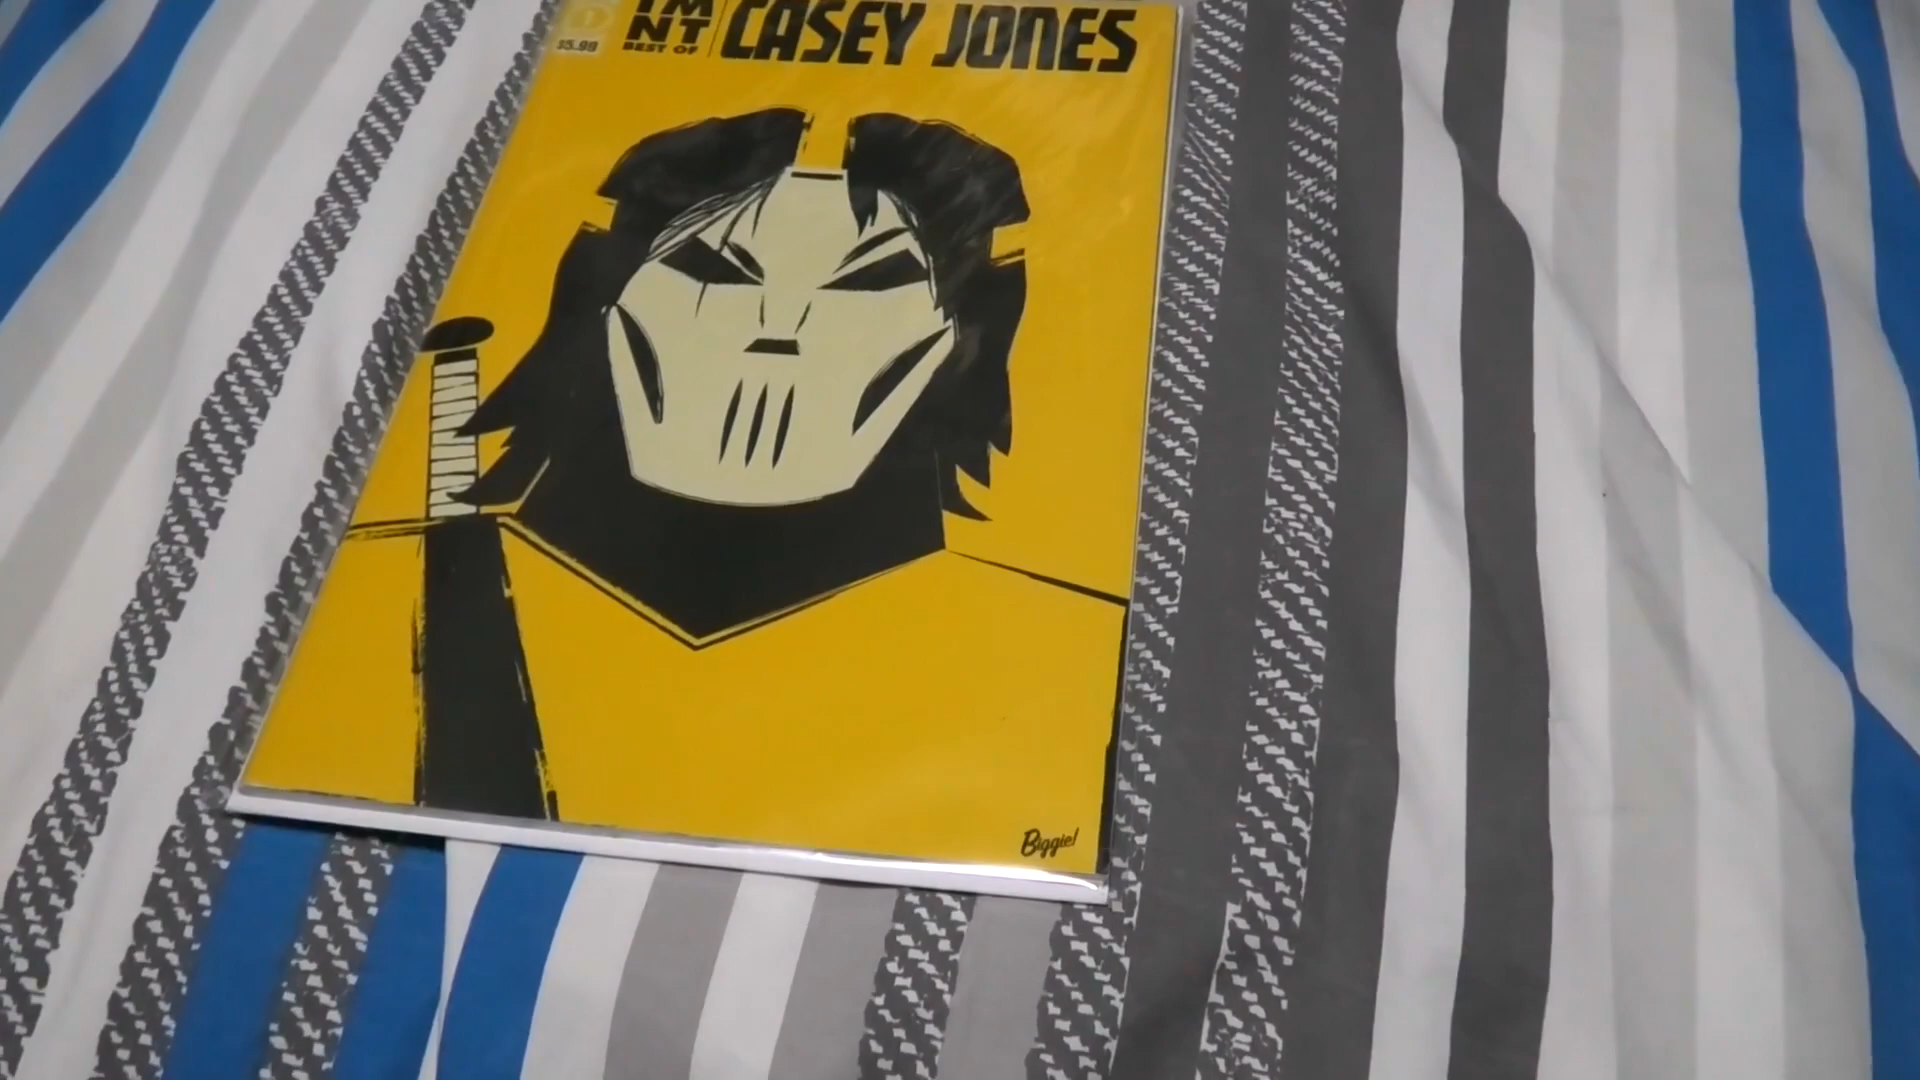 TM
NT
BEST OF
CASEY JONES
$5.99
Biggie!